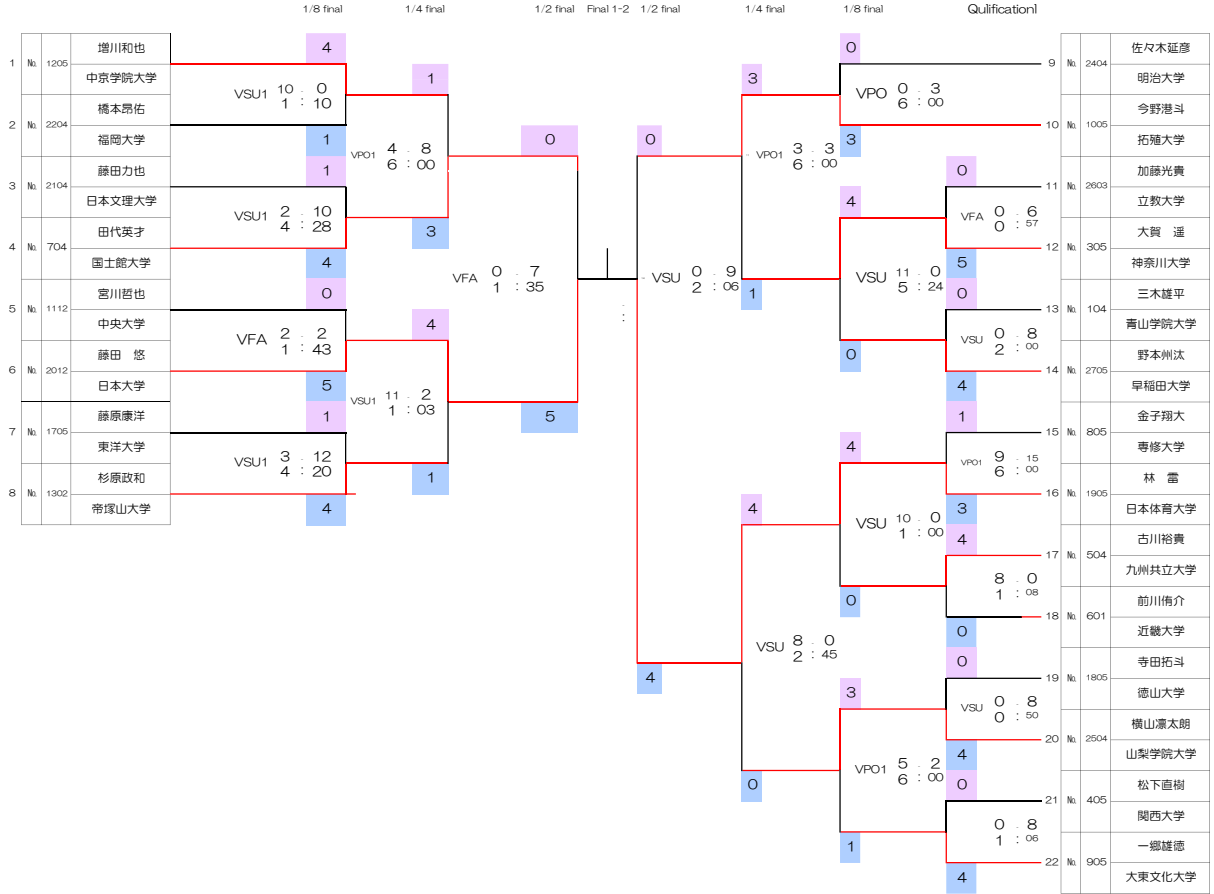 1/8 final 1/4 final 1/2 final Final 1-2 1/2 final 1/4 final 1/8 final Qulification1
1 № 1205 増川和也 中京学院大学
2 № 2204 橋本昂佑 福岡大学
3 № 2104 藤田力也 日本文理大学
4 № 704 田代英才 国士館大学
5 № 1112 宮川哲也 中央大学
6 № 2012 藤田 悠 日本大学
7 № 1705 藤原康洋 東洋大学
8 № 1302 杉原政和 帝塚山大学
4
VSU1 10 - 0
1 : 10
1
1
VSU1 2 - 10
4 : 28
4
0
VFA 2 - 2
1 : 43
5
1
VSU1 3 - 12
4 : 20
4
1
VPO1 4 - 8
6 : 00
3
4
VSU1 11 - 2
1 : 03
1
0
VFA 0 - 7
1 : 35
5
:
0
VSU 0 - 9
2 : 06
4
3
VPO1 3 - 3
6 : 00
1
4
VSU 8 - 0
2 : 45
0
0
VPO 0 - 3
6 : 00
3
4
VSU 11 - 0
5 : 24
0
4
VSU 10 - 0
1 : 00
0
3
VPO1 5 - 2
6 : 00
1
0
VFA 0 - 6
0 : 57
5
0
VSU 0 - 8
2 : 00
4
1
VPO1 9 - 15
6 : 00
3
4
8 - 0
1 : 08
0
0
VSU 0 - 8
0 : 50
4
0
0 - 8
1 : 06
4
9 № 2404 佐々木延彦 明治大学
10 № 1005 今野港斗 拓殖大学
11 № 2603 加藤光貴 立教大学
12 № 305 大賀 遥 神奈川大学
13 № 104 三木雄平 青山学院大学
14 № 2705 野本州汰 早稲田大学
15 № 805 金子翔大 専修大学
16 № 1905 林 雷 日本体育大学
17 № 504 古川裕貴 九州共立大学
18 № 601 前川侑介 近畿大学
19 № 1805 寺田拓斗 徳山大学
20 № 2504 横山凛太朗 山梨学院大学
21 № 405 松下直樹 関西大学
22 № 905 一郷雄徳 大東文化大学